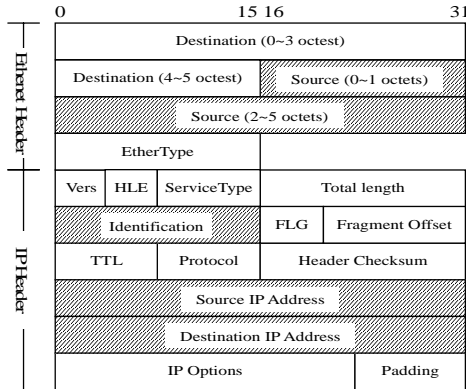 0 15 16 31
Destination (0~3 octest)
Destination (4~5 octest) Source (0~1 octets)
Source (2~5 octets)
EtherType
Ethenet Header
Vers HLE ServiceType Total length
Identification FLG Fragment Offset
TTL Protocol Header Checksum
Source IP Address
Destination IP Address
IP Options Padding
IP Header